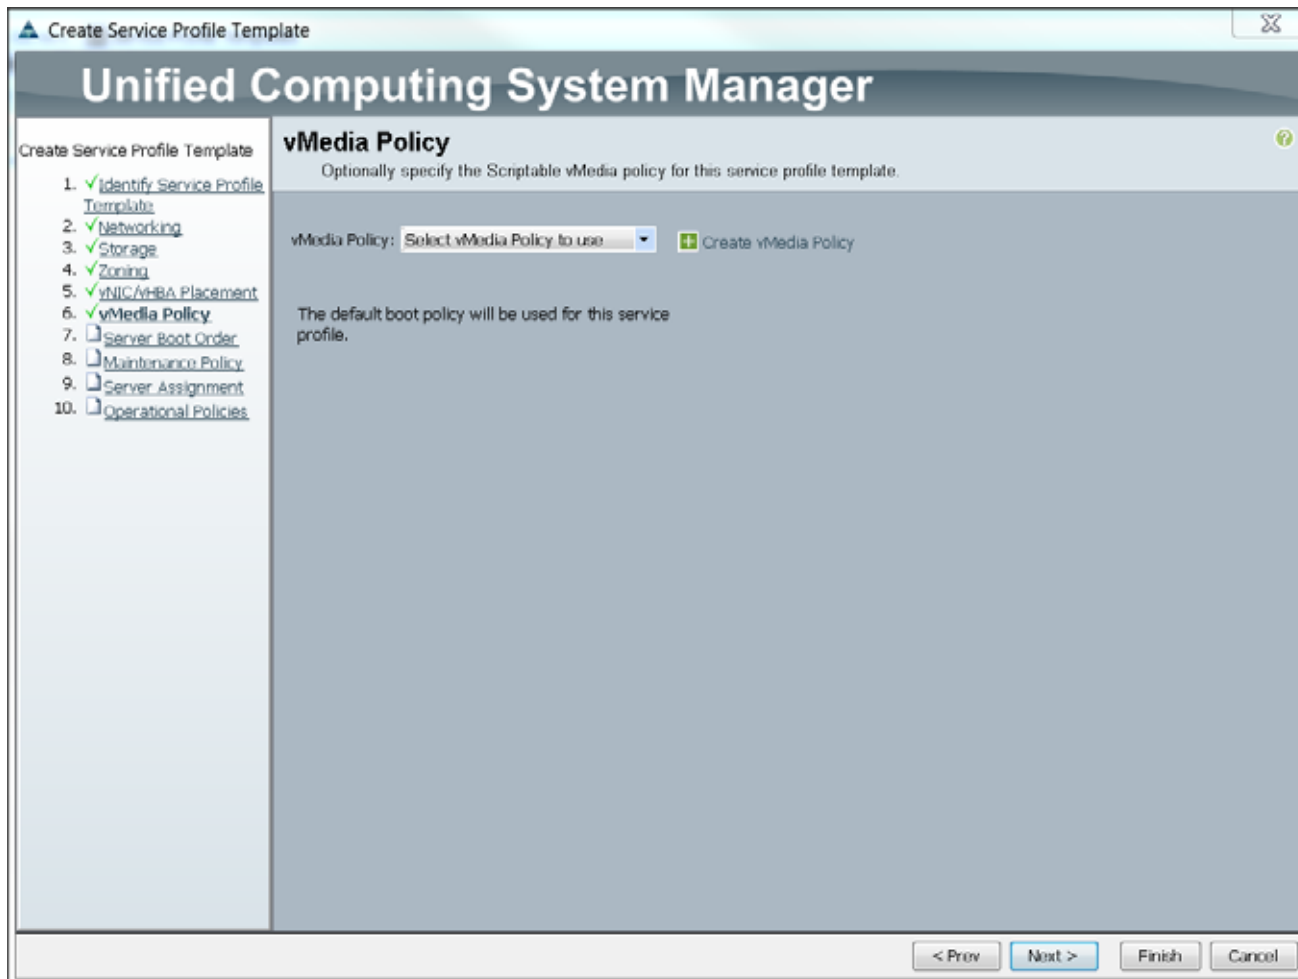 Create Service Profile Template
Unified Computing System Manager
Create Service Profile Template
1. Identify Service Profile
Template
2. Networking
3. Storage
4. Zoning
5. vNIC/vHBA Placement
6. vMedia Policy
7. Server Boot Order
8. Maintenance Policy
9. Server Assignment
10. Operational Policies
vMedia Policy
Optionally specify the Scriptable vMedia policy for this service profile template.
vMedia Policy: Select vMedia Policy to use Create vMedia Policy
The default boot policy will be used for this service
profile.
< Prev Next > Finish Cancel